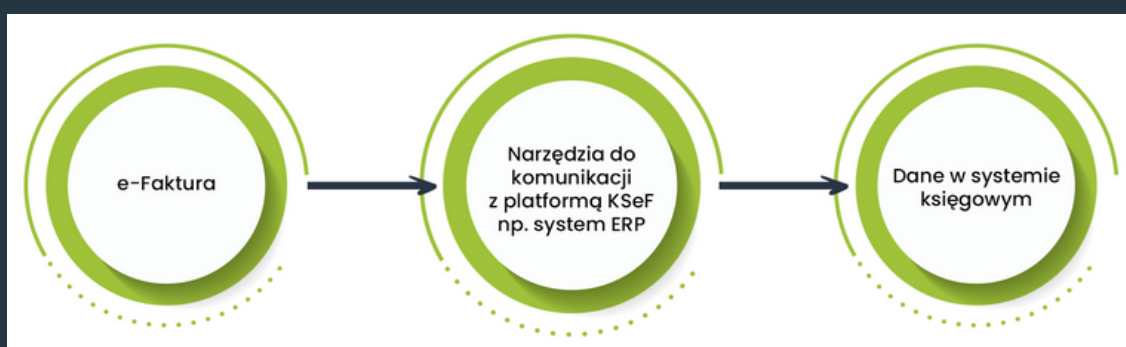 e-Faktura
Narzędzia do
komunikacji
z platformą KSeF
np. system ERP
Dane w systemie
księgowym